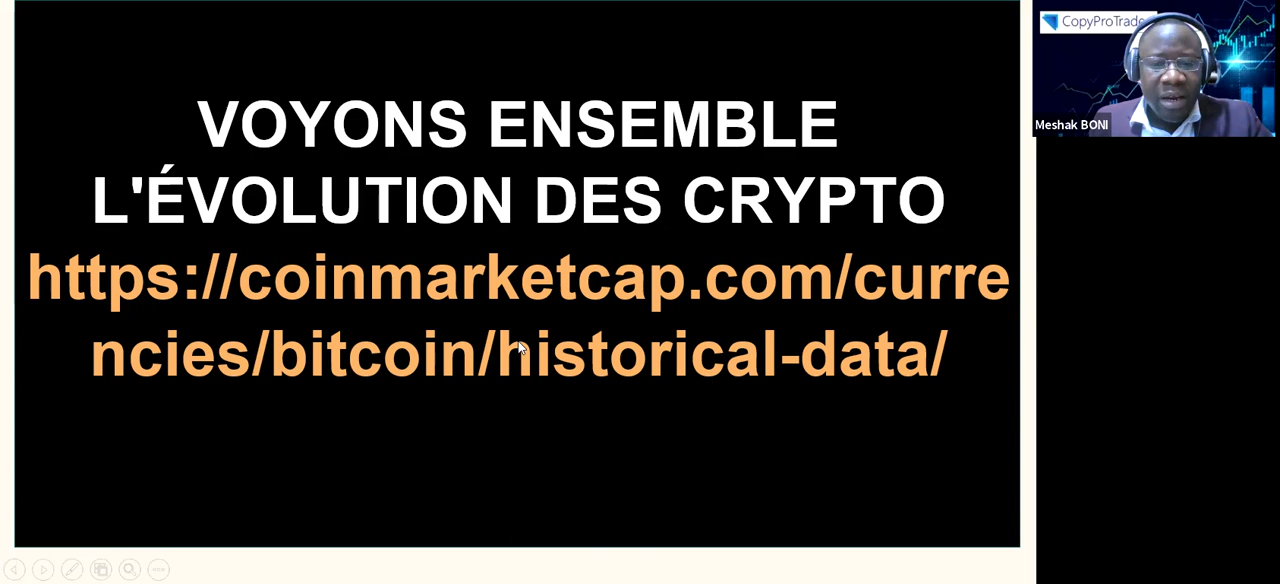 VOYONS ENSEMBLE
L'ÉVOLUTION DES CRYPTO
https://coinmarketcap.com/curre
ncies/bitcoin/historical-data/
CopyProTrade
Meshak BONI